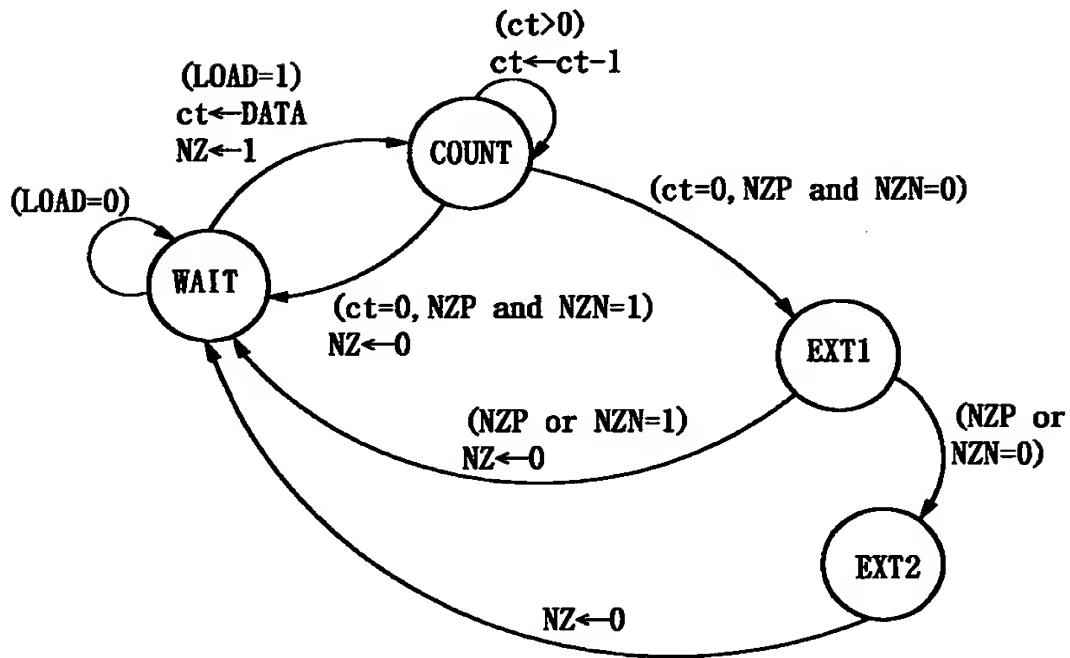 (ct>0)
ct←ct-1
(LOAD=1)
ct←DATA
NZ←1
COUNT
(LOAD=0)
(ct=0, NZP and NZN=0)
WAIT
(ct=0, NZP and NZN=1)
NZ←0
EXT1
(NZP or NZN=1)
NZ←0
(NZP or
NZN=0)
EXT2
NZ←0